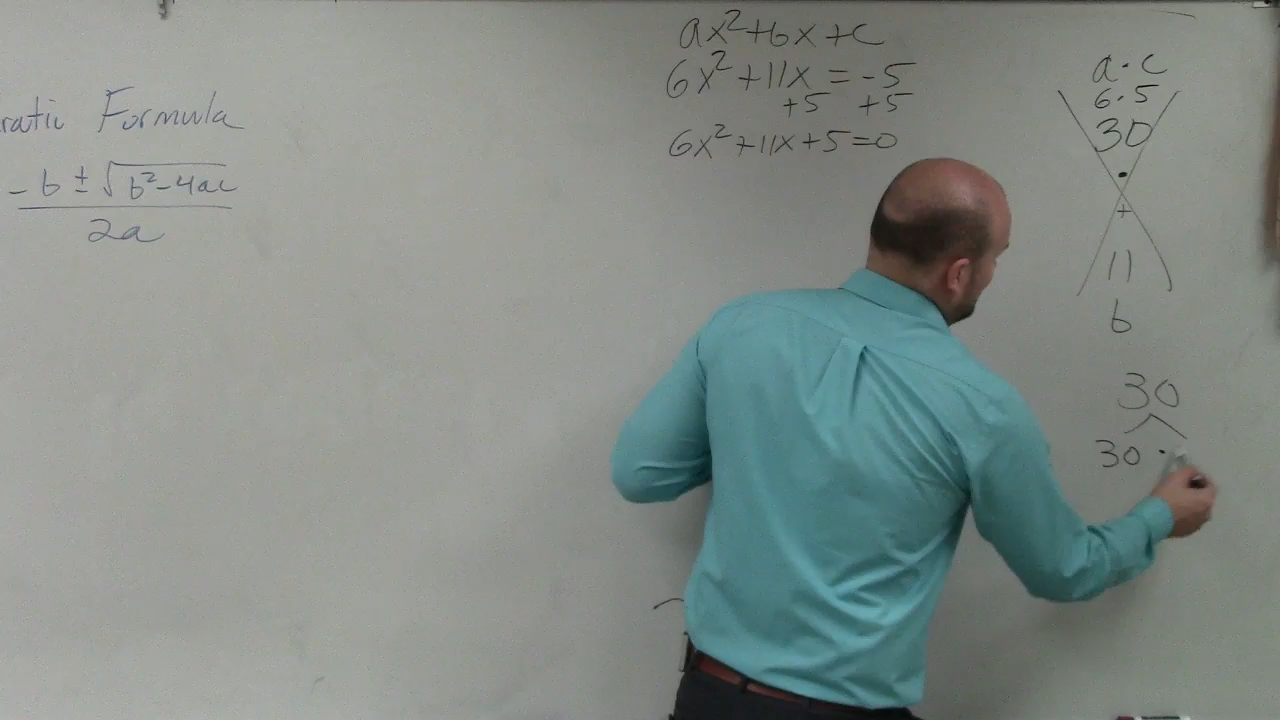 Formula
-b ± √b²-4ac
2a
ax²+bx+c
6x²+11x = -5
+5 +5
6x²+11x+5=0
a·c
6·5
30
·
+
11
b
30
30 ·